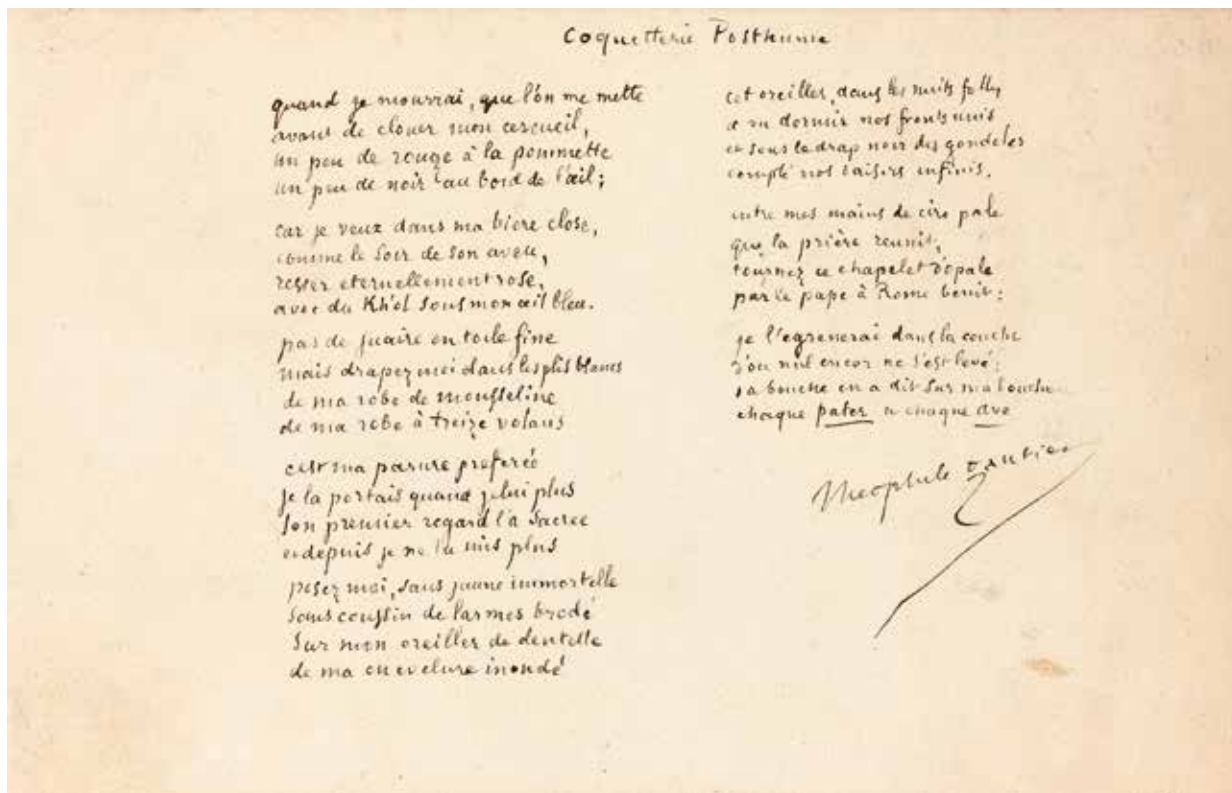 Coquetterie Posthume
quand je mourrai, que l'on me mette
avant de clouer mon cercueil,
un peu de rouge à la pommette
un peu de noir au bord de l'œil;
car je veux dans ma biere close,
comme le soir de son aveu,
rester eternellement rose,
avec du Kh'ol sous mon œil bleu.
pas de suaire en toile fine
mais drapez moi dans les plis blancs
de ma robe de mousseline
de ma robe à treize volans
c'est ma parure preferée
je la portais quand je lui plus
son premier regard l'a sacree
et depuis je ne la mis plus
posez moi, sans jaune immortelle
sans coussin de larmes brodé
sur mon oreiller de dentelle
de ma chevelure inondé
cet oreiller, dans les nuits folles
a vu dormir nos fronts unis
et sous le drap noir des gondoles
compté nos baisers infinis.
entre mes mains de cire pale
que la prière reunit,
tournez ce chapelet d'opale
par le pape à Rome benit:
je l'egrenerai dans la couche
d'ou nul encor ne s'est levé;
sa bouche en a dit sur ma bouche
chaque pater et chaque ave
Theophile Gautier